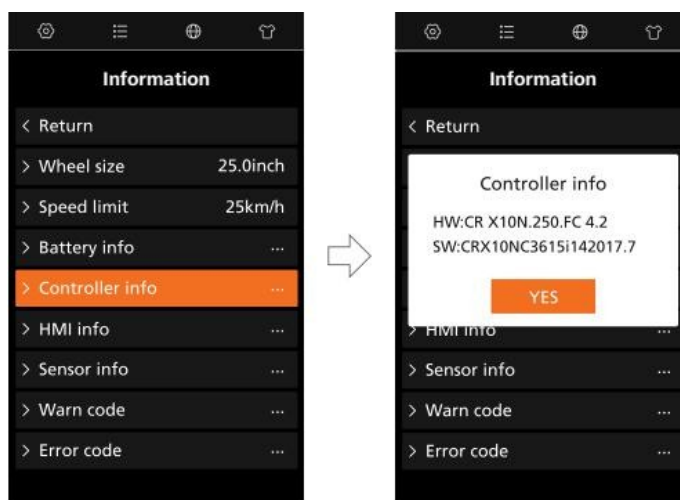 Information
< Return
> Wheel size 25.0inch
> Speed limit 25km/h
> Battery info ...
> Controller info ...
> HMI info ...
> Sensor info ...
> Warn code ...
> Error code ...
Information
< Return
Controller info
HW:CR X10N.250.FC 4.2
SW:CRX10NC3615i142017.7
YES
> HMI info ...
> Sensor info ...
> Warn code ...
> Error code ...